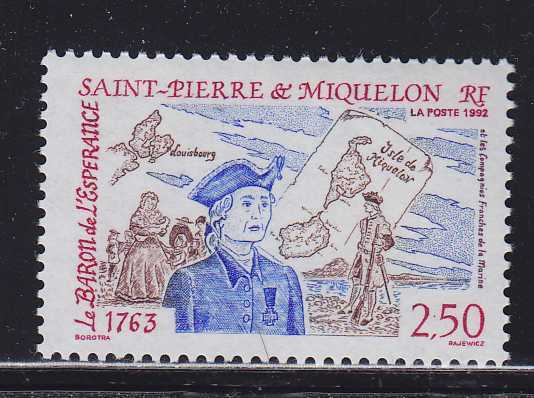 SAINT-PIERRE & MIQUELON RF
LA POSTE 1992
Le BARON de L'ESPERANCE
Louisbourg
Isle de
Miquelon
et les Compagnies Franches de la Marine
1763
2,50
BOROTRA
RAJEWICZ